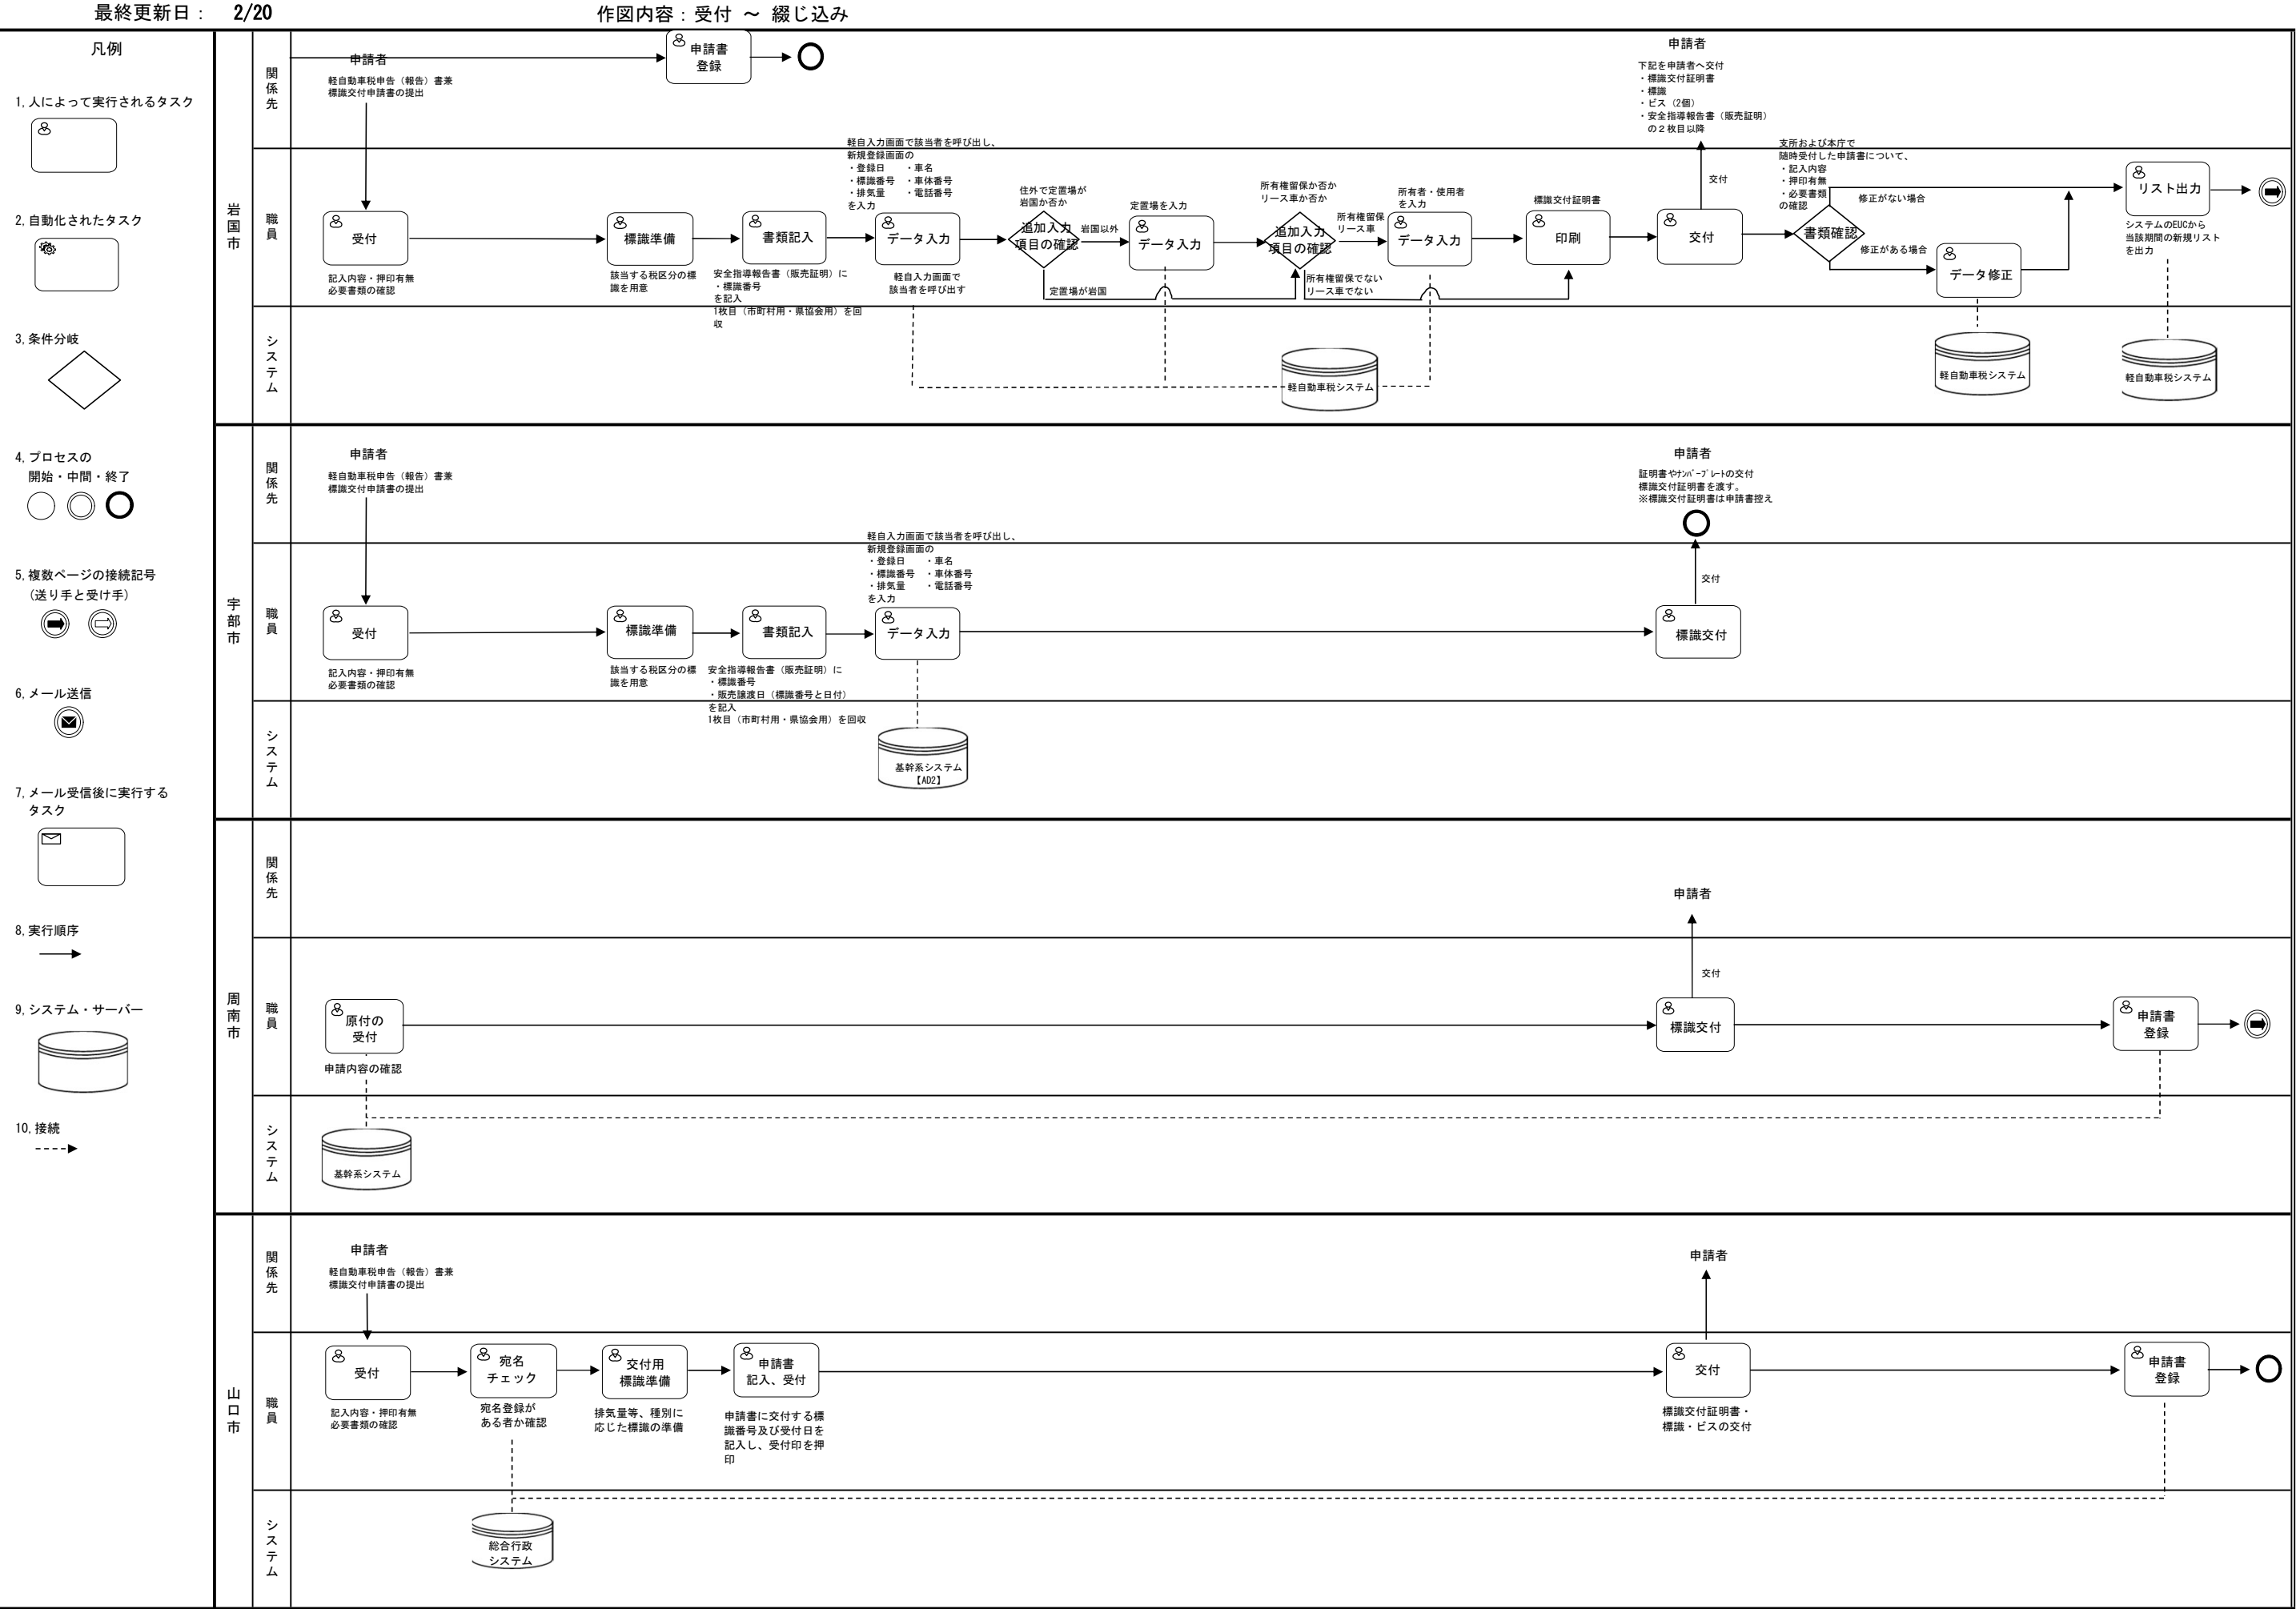 最終更新日： 2/20
作図内容：受付 ～ 綴じ込み
凡例
1, 人によって実行されるタスク
2, 自動化されたタスク
3, 条件分岐
4, プロセスの
開始・中間・終了
5, 複数ページの接続記号
(送り手と受け手)
6, メール送信
7, メール受信後に実行する
タスク
8, 実行順序
9, システム・サーバー
10, 接続
岩国市
関係先
申請者
軽自動車税申告（報告）書兼
標識交付申請書の提出
申請書
登録
申請者
下記を申請者へ交付
・標識交付証明書
・標識
・ビス（2個）
・安全指導報告書（販売証明）
の２枚目以降
職員
受付
記入内容・押印有無
必要書類の確認
標識準備
該当する税区分の標
識を用意
書類記入
安全指導報告書（販売証明）に
・標識番号
を記入
1枚目（市町村用・県協会用）を回
収
軽自入力画面で該当者を呼び出し、
新規登録画面の
・登録日 ・車名
・標識番号 ・車体番号
・排気量 ・電話番号
を入力
データ入力
軽自入力画面で
該当者を呼び出す
住外で定置場が
岩国か否か
追加入力
項目の確認
岩国以外
定置場が岩国
定置場を入力
データ入力
所有権留保か否か
リース車か否か
追加入力
項目の確認
所有権留保
リース車
所有権留保でない
リース車でない
所有者・使用者
を入力
データ入力
標識交付証明書
印刷
交付
交付
支所および本庁で
随時受付した申請書について、
・記入内容
・押印有無
・必要書類
の確認
書類確認
修正がない場合
修正がある場合
データ修正
リスト出力
システムのEUCから
当該期間の新規リスト
を出力
システム
軽自動車税システム
軽自動車税システム
軽自動車税システム
宇部市
関係先
申請者
軽自動車税申告（報告）書兼
標識交付申請書の提出
申請者
証明書やﾅﾝﾊﾞｰﾌﾟﾚｰﾄの交付
標識交付証明書を渡す。
※標識交付証明書は申請書控え
職員
受付
記入内容・押印有無
必要書類の確認
標識準備
該当する税区分の標
識を用意
書類記入
安全指導報告書（販売証明）に
・標識番号
・販売譲渡日（標識番号と日付）
を記入
1枚目（市町村用・県協会用）を回収
軽自入力画面で該当者を呼び出し、
新規登録画面の
・登録日 ・車名
・標識番号 ・車体番号
・排気量 ・電話番号
を入力
データ入力
交付
標識交付
システム
基幹系システム
【AD2】
周南市
関係先
申請者
職員
原付の
受付
申請内容の確認
交付
標識交付
申請書
登録
システム
基幹系システム
山口市
関係先
申請者
軽自動車税申告（報告）書兼
標識交付申請書の提出
申請者
職員
受付
記入内容・押印有無
必要書類の確認
宛名
チェック
宛名登録が
ある者か確認
交付用
標識準備
排気量等、種別に
応じた標識の準備
申請書
記入、受付
申請書に交付する標
識番号及び受付日を
記入し、受付印を押
印
交付
標識交付証明書・
標識・ビスの交付
申請書
登録
システム
総合行政
システム